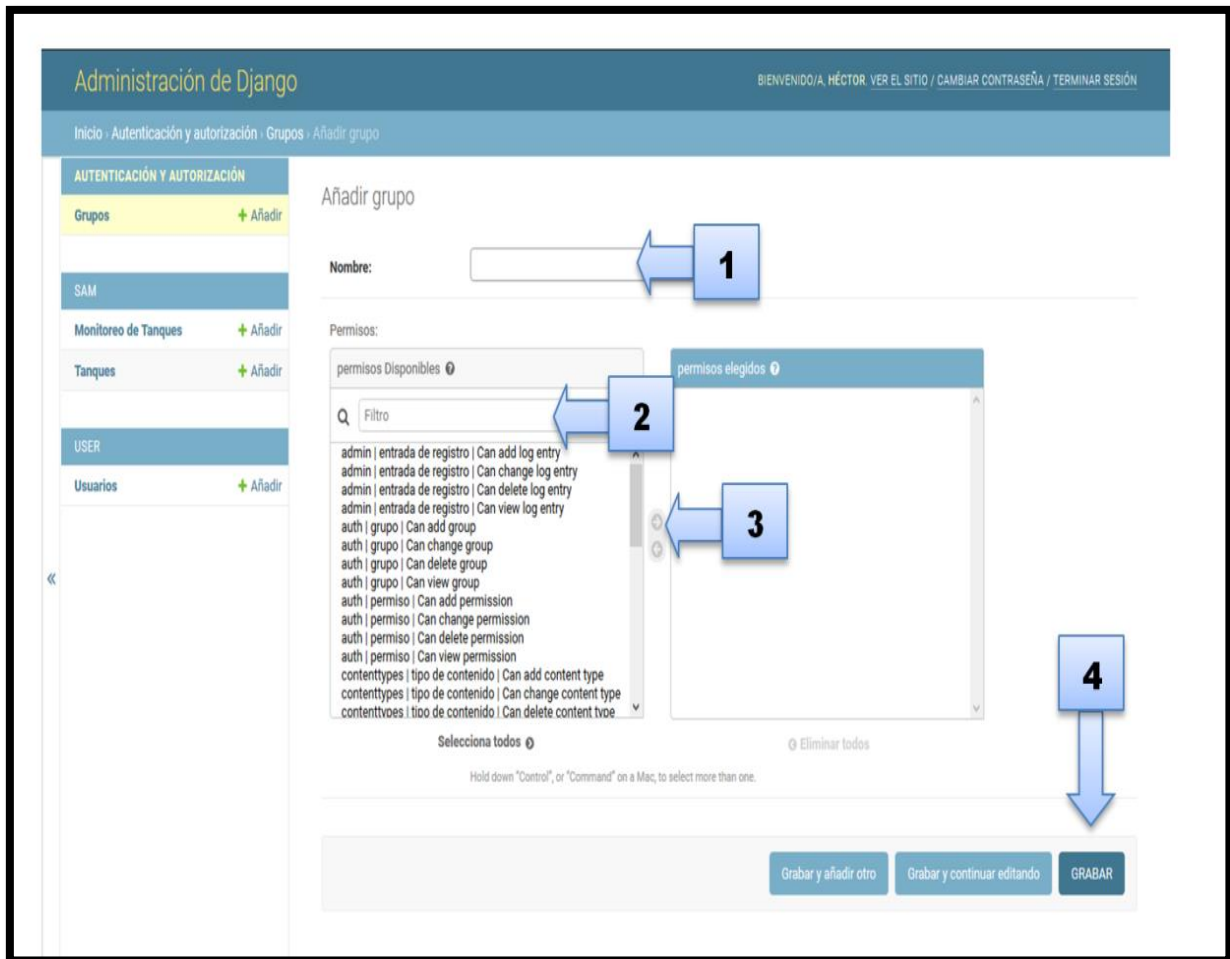 Administración de Django
BIENVENIDO/A, HÉCTOR. VER EL SITIO / CAMBIAR CONTRASEÑA / TERMINAR SESIÓN
Inicio › Autenticación y autorización › Grupos › Añadir grupo
AUTENTICACIÓN Y AUTORIZACIÓN
Grupos + Añadir
SAM
Monitoreo de Tanques + Añadir
Tanques + Añadir
USER
Usuarios + Añadir
«
Añadir grupo
Nombre:
1
Permisos:
permisos Disponibles ?
Filtro
2
admin | entrada de registro | Can add log entry
admin | entrada de registro | Can change log entry
admin | entrada de registro | Can delete log entry
admin | entrada de registro | Can view log entry
auth | grupo | Can add group
auth | grupo | Can change group
auth | grupo | Can delete group
auth | grupo | Can view group
auth | permiso | Can add permission
auth | permiso | Can change permission
auth | permiso | Can delete permission
auth | permiso | Can view permission
contenttypes | tipo de contenido | Can add content type
contenttypes | tipo de contenido | Can change content type
contenttypes | tipo de contenido | Can delete content type
Selecciona todos
3
permisos elegidos ?
Eliminar todos
Hold down "Control", or "Command" on a Mac, to select more than one.
4
Grabar y añadir otro
Grabar y continuar editando
GRABAR